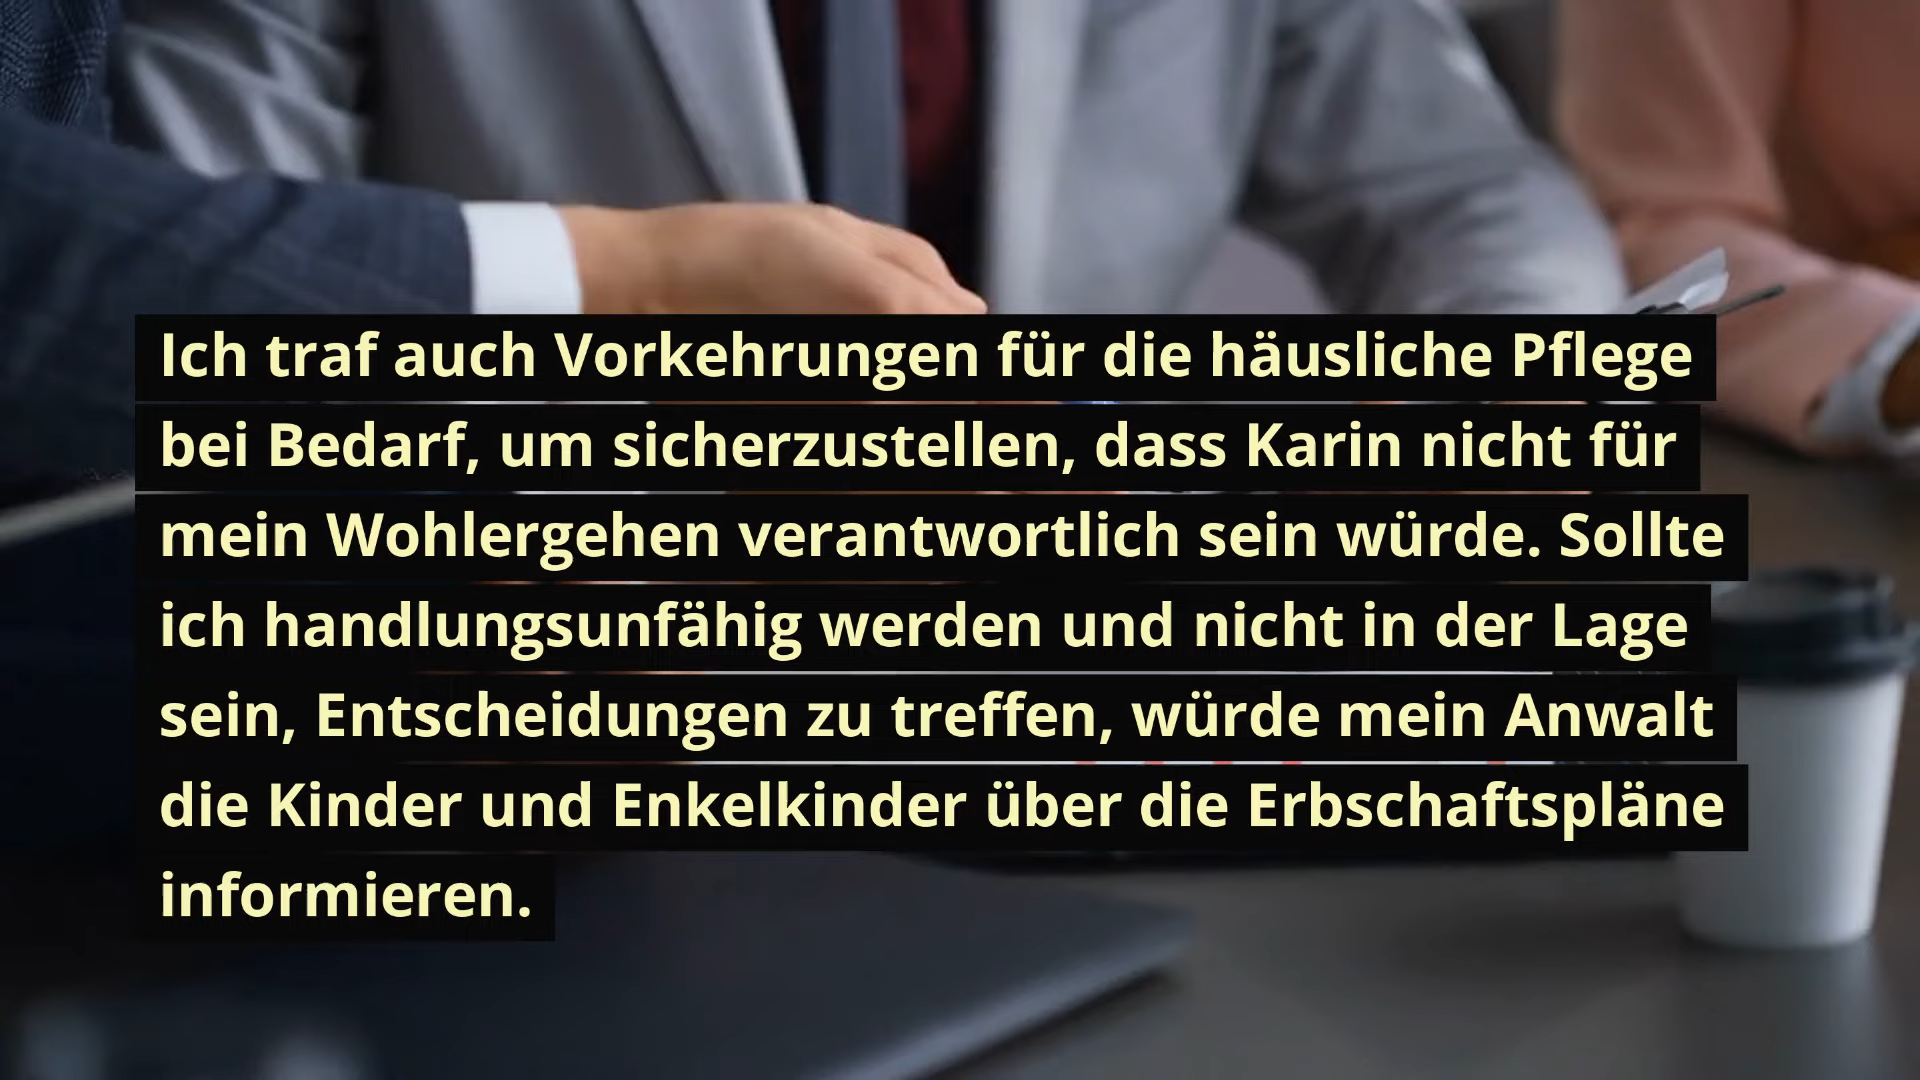 Ich traf auch Vorkehrungen für die häusliche Pflege
bei Bedarf, um sicherzustellen, dass Karin nicht für
mein Wohlergehen verantwortlich sein würde. Sollte
ich handlungsunfähig werden und nicht in der Lage
sein, Entscheidungen zu treffen, würde mein Anwalt
die Kinder und Enkelkinder über die Erbschaftspläne
informieren.